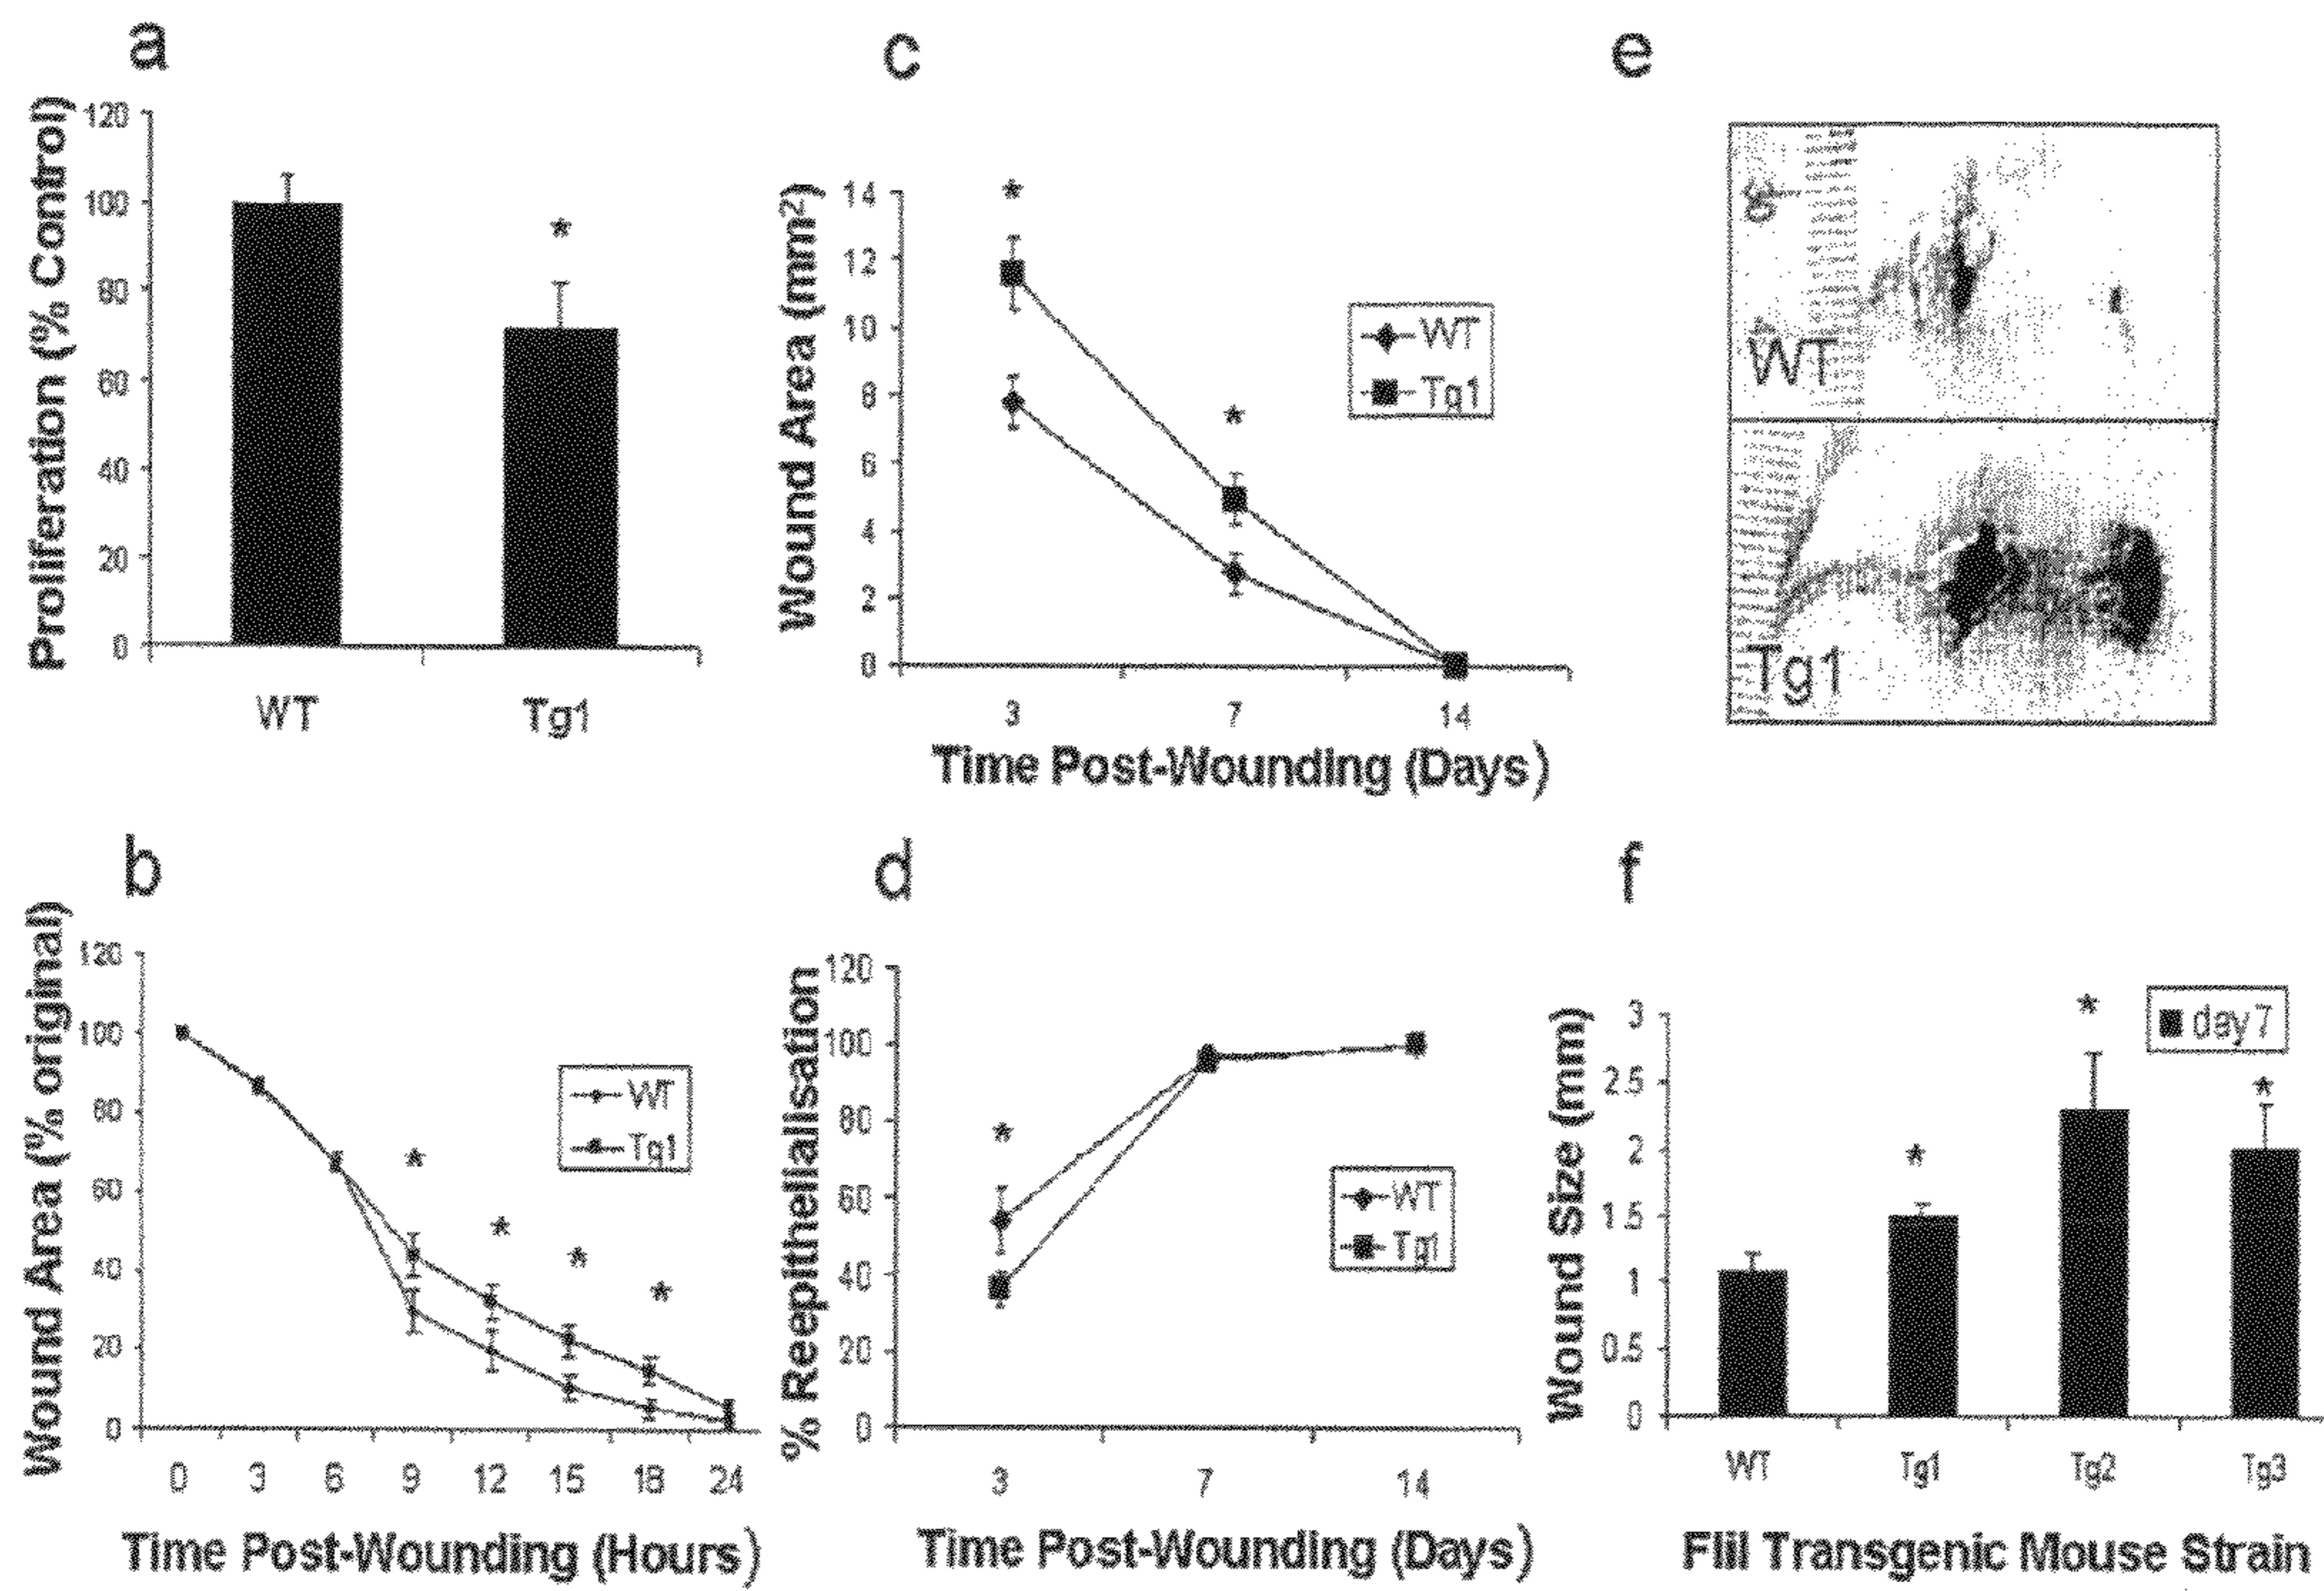 a
Proliferation (% Control)
120
100
80
60
40
20
0
*
WT
Tg1
c
Wound Area (mm²)
14
12
10
8
6
4
2
0
*
*
WT
Tg1
3
7
14
Time Post-Wounding (Days)
e
WT
Tg1
b
Wound Area (% original)
120
100
80
60
40
20
0
*
*
*
*
WT
Tg1
0
3
6
9
12
15
18
24
Time Post-Wounding (Hours)
d
% Reepithelialisation
120
100
80
60
40
20
0
*
WT
Tg1
3
7
14
Time Post-Wounding (Days)
f
Wound Size (mm)
3
2.5
2
1.5
1
0.5
0
*
*
*
day 7
WT
Tg1
Tg2
Tg3
FliI Transgenic Mouse Strain